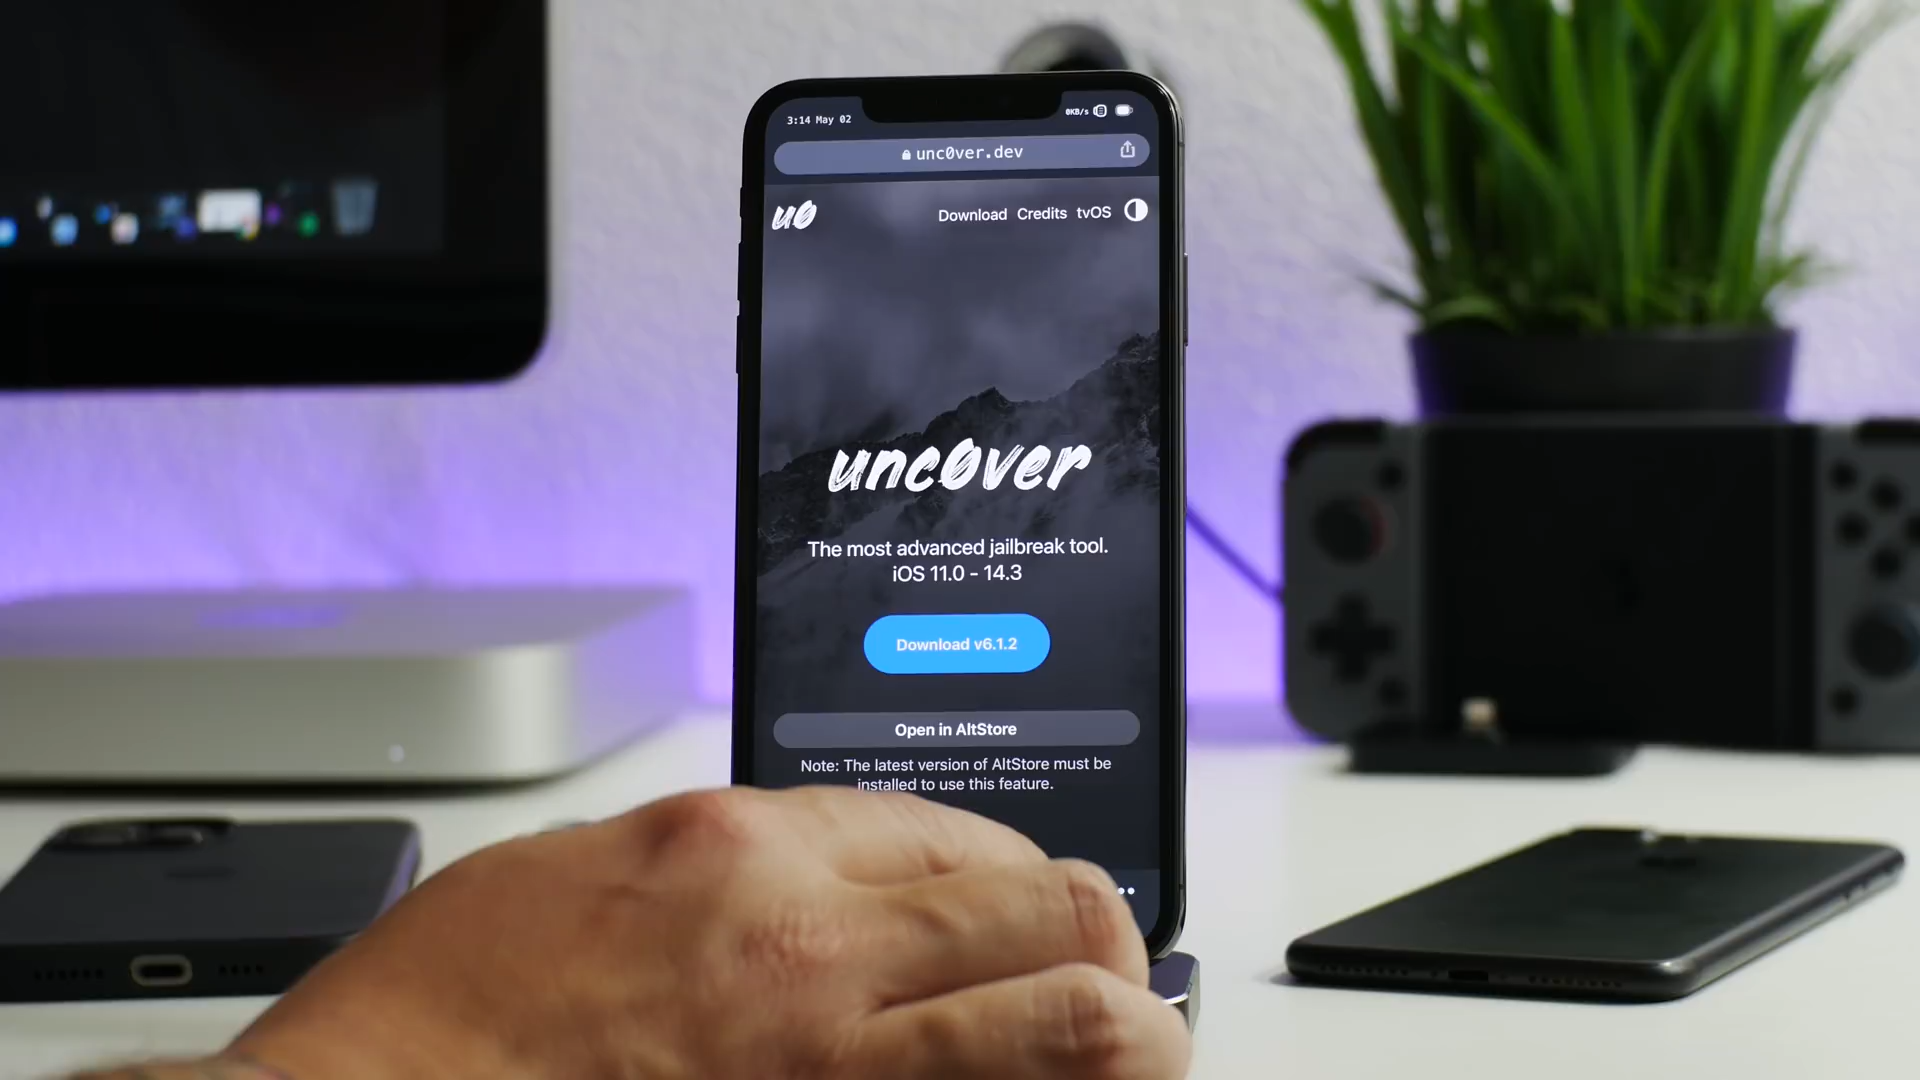 3:14 May 02
0KB/s
unc0ver.dev
u0
Download Credits tvOS
unc0ver
The most advanced jailbreak tool.
iOS 11.0 - 14.3
Download v6.1.2
Open in AltStore
Note: The latest version of AltStore must be
installed to use this feature.